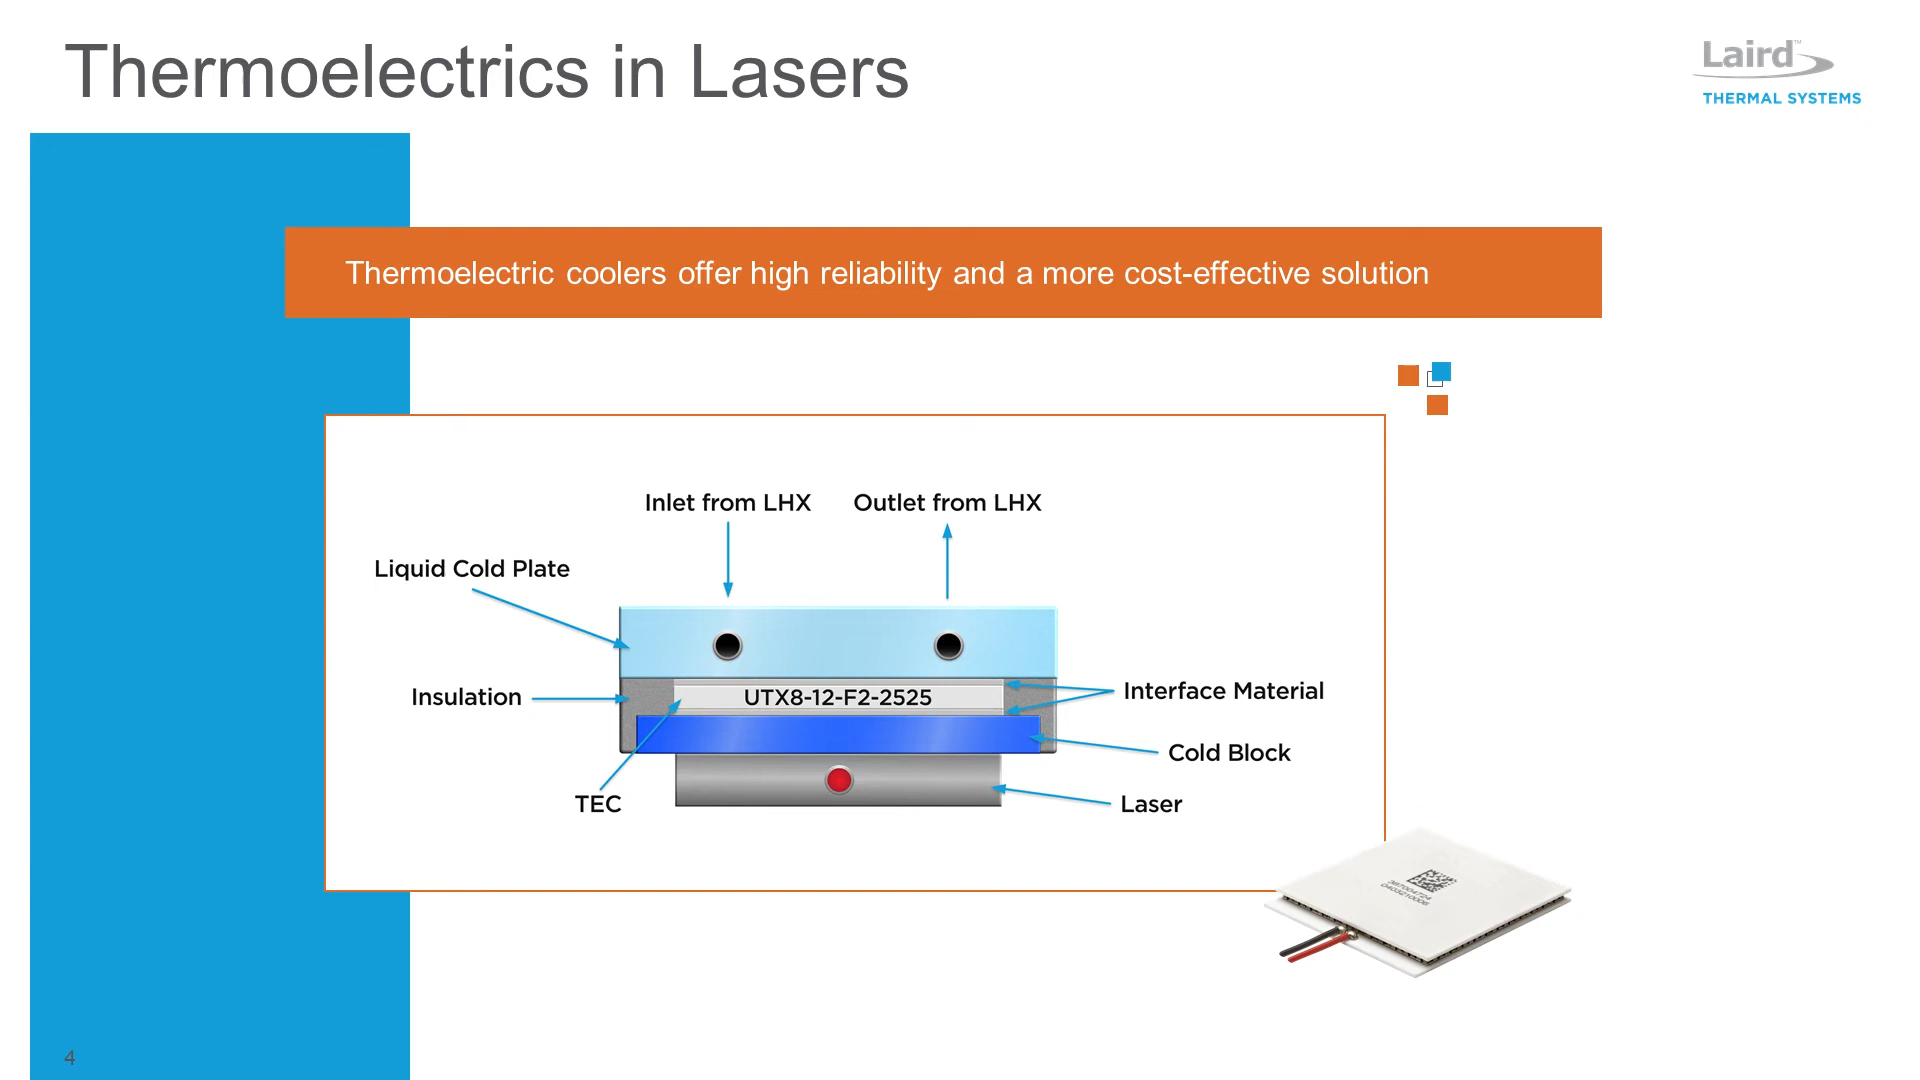 Thermoelectrics in Lasers
Laird™
THERMAL SYSTEMS
Thermoelectric coolers offer high reliability and a more cost-effective solution
Inlet from LHX
Outlet from LHX
Liquid Cold Plate
Insulation
UTX8-12-F2-2525
Interface Material
Cold Block
TEC
Laser
4